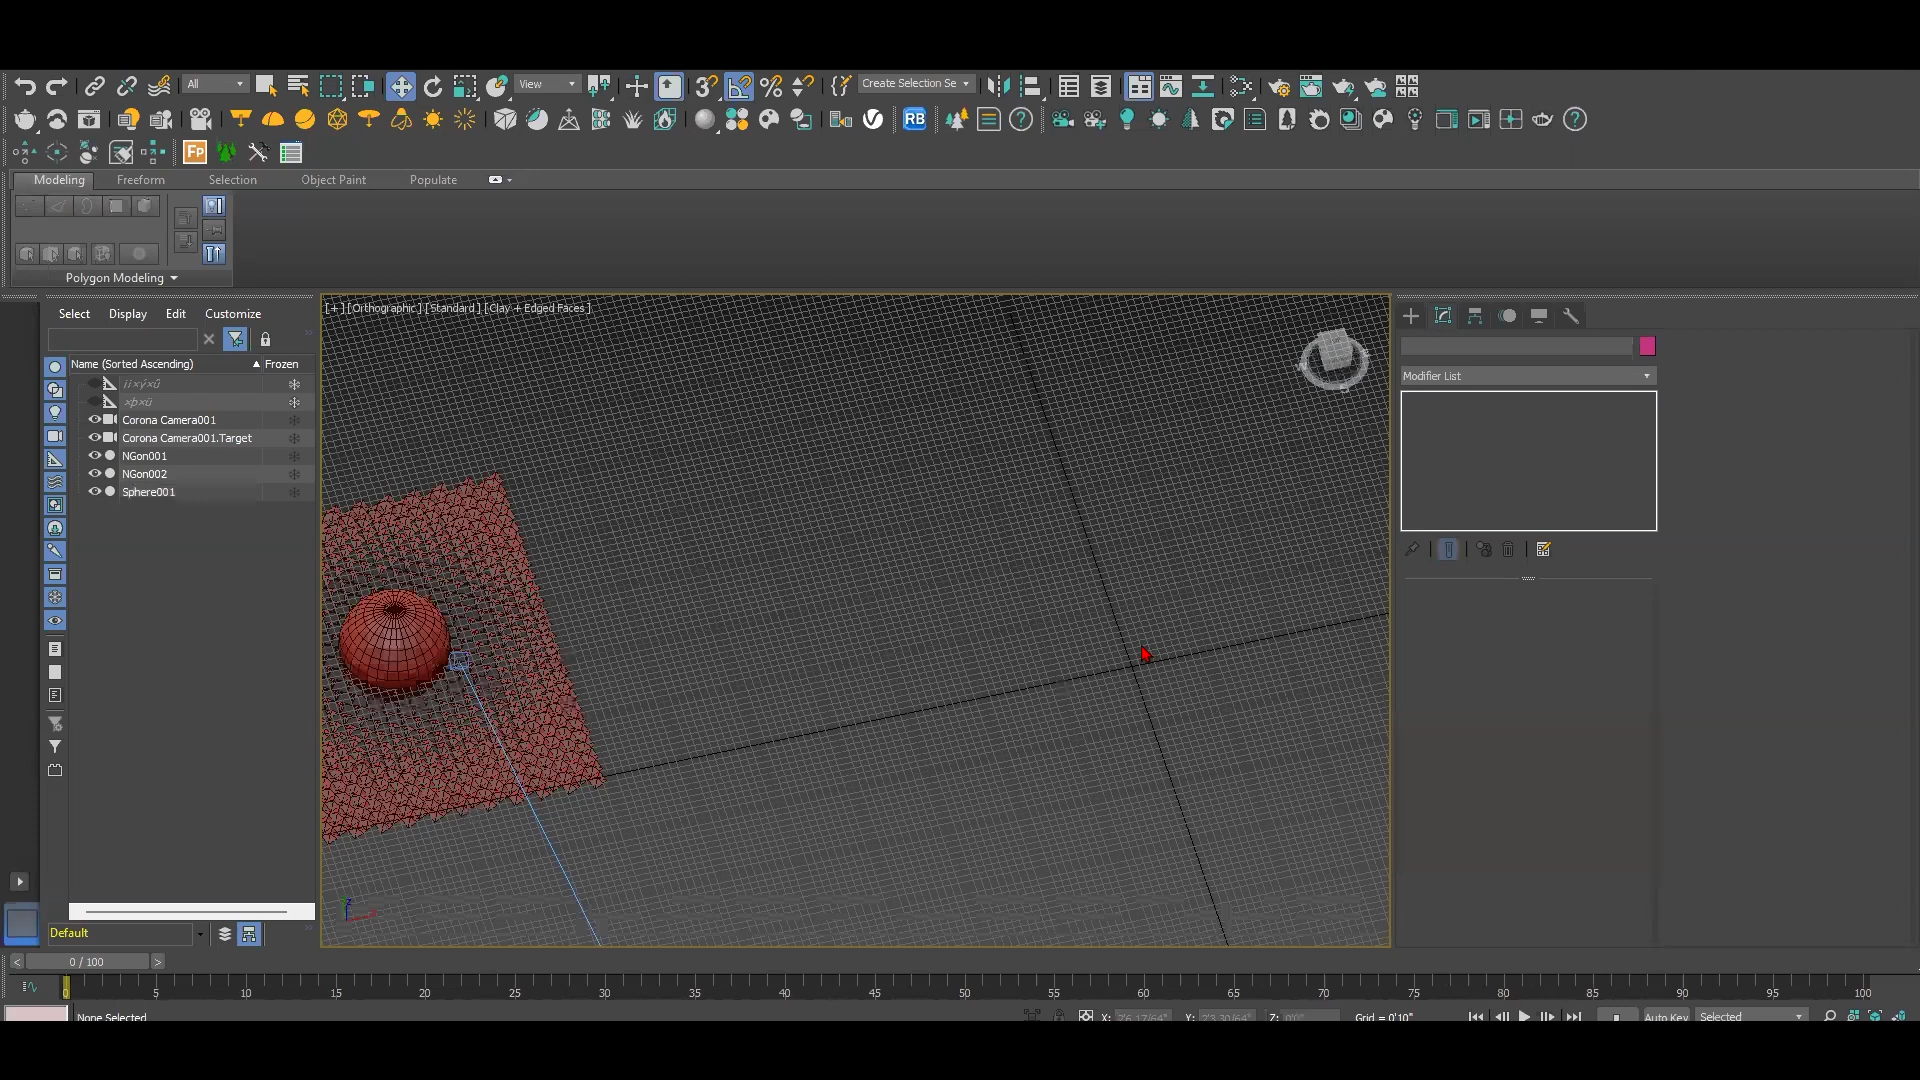 All
View
Create Selection Se
RB
Fp
Modeling
Freeform
Selection
Object Paint
Populate
Polygon Modeling
Select
Display
Edit
Customize
[+] [Orthographic] [Standard] [Clay + Edged Faces]
Name (Sorted Ascending)
Frozen
Corona Camera001
Corona Camera001.Target
NGon001
NGon002
Sphere001
Modifier List
Default
< 0 / 100 >
0 5 10 15 20 25 30 35 40 45 50 55 60 65 70 75 80 85 90 95 100
None Selected
X:
Y:
Z:
Grid = 0'10"
Auto Key
Selected